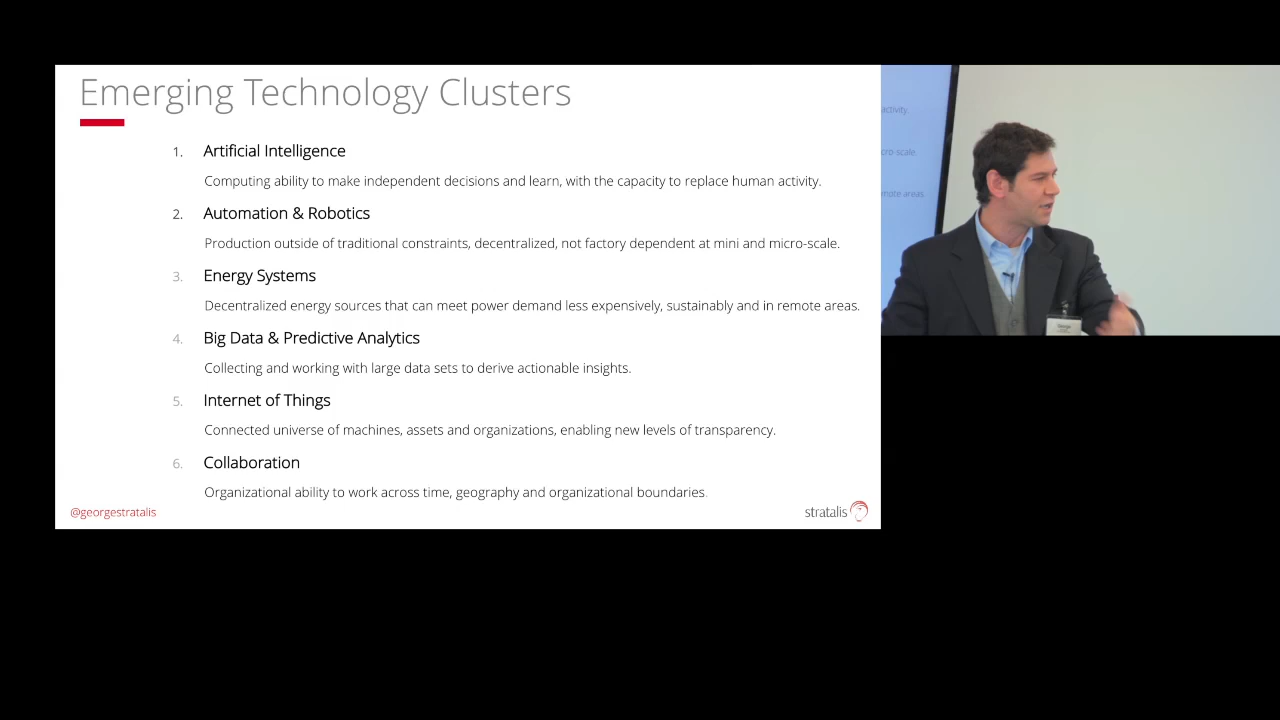 Emerging Technology Clusters
1. Artificial Intelligence
Computing ability to make independent decisions and learn, with the capacity to replace human activity.
2. Automation & Robotics
Production outside of traditional constraints, decentralized, not factory dependent at mini and micro-scale.
3. Energy Systems
Decentralized energy sources that can meet power demand less expensively, sustainably and in remote areas.
4. Big Data & Predictive Analytics
Collecting and working with large data sets to derive actionable insights.
5. Internet of Things
Connected universe of machines, assets and organizations, enabling new levels of transparency.
6. Collaboration
Organizational ability to work across time, geography and organizational boundaries.
@georgestratalis
stratalis
activity.
cro-scale.
mote areas.